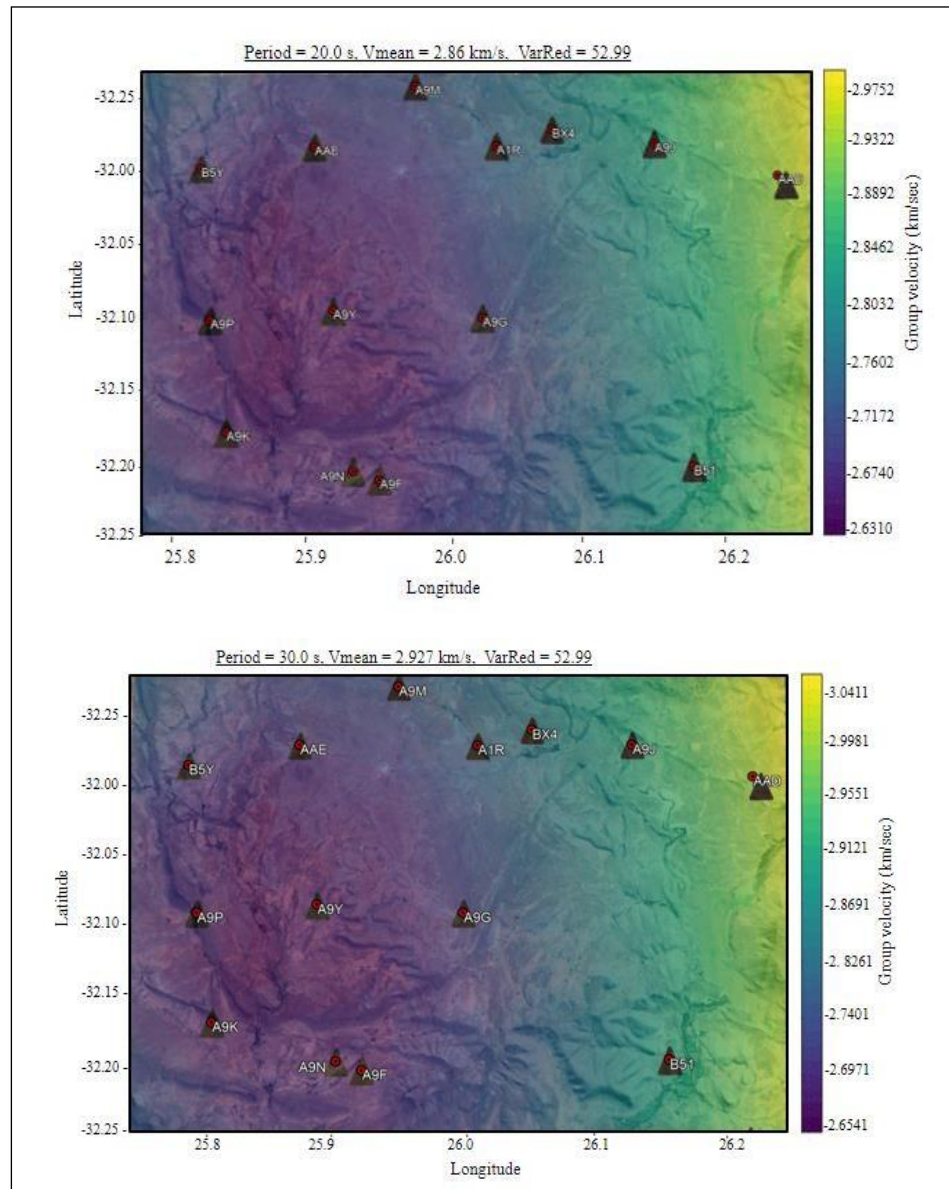 Period = 20.0 s, Vmean = 2.86 km/s, VarRed = 52.99
-32.25
-32.00
-32.05
-32.10
-32.15
-32.20
-32.25
Latitude
A9M
AAE
A1R
BX4
A9J
B5Y
AAD
A9P
A9Y
A9G
A9K
A9N
A9F
B51
25.8
25.9
26.0
26.1
26.2
Longitude
-2.9752
-2.9322
-2.8892
-2.8462
-2.8032
-2.7602
-2.7172
-2.6740
-2.6310
Group velocity (km/sec)
Period = 30.0 s, Vmean = 2.927 km/s, VarRed = 52.99
-32.25
-32.00
-32.05
-32.10
-32.15
-32.20
-32.25
Latitude
A9M
AAE
A1R
BX4
A9J
B5Y
AAD
A9P
A9Y
A9G
A9K
A9N
A9F
B51
25.8
25.9
26.0
26.1
26.2
Longitude
-3.0411
-2.9981
-2.9551
-2.9121
-2.8691
-2. 8261
-2.7401
-2.6971
-2.6541
Group velocity (km/sec)